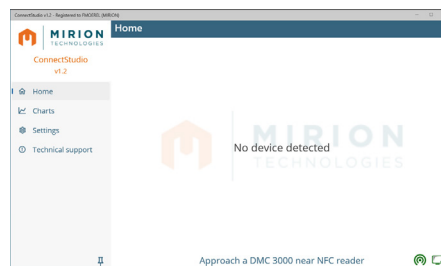 ConnectStudio v1.2 - Registered to FMOITEL (MIRION)
MIRION
TECHNOLOGIES
ConnectStudio
v1.2
Home
Charts
Settings
Technical support
Home
MIRION
TECHNOLOGIES
No device detected
Approach a DMC 3000 near NFC reader